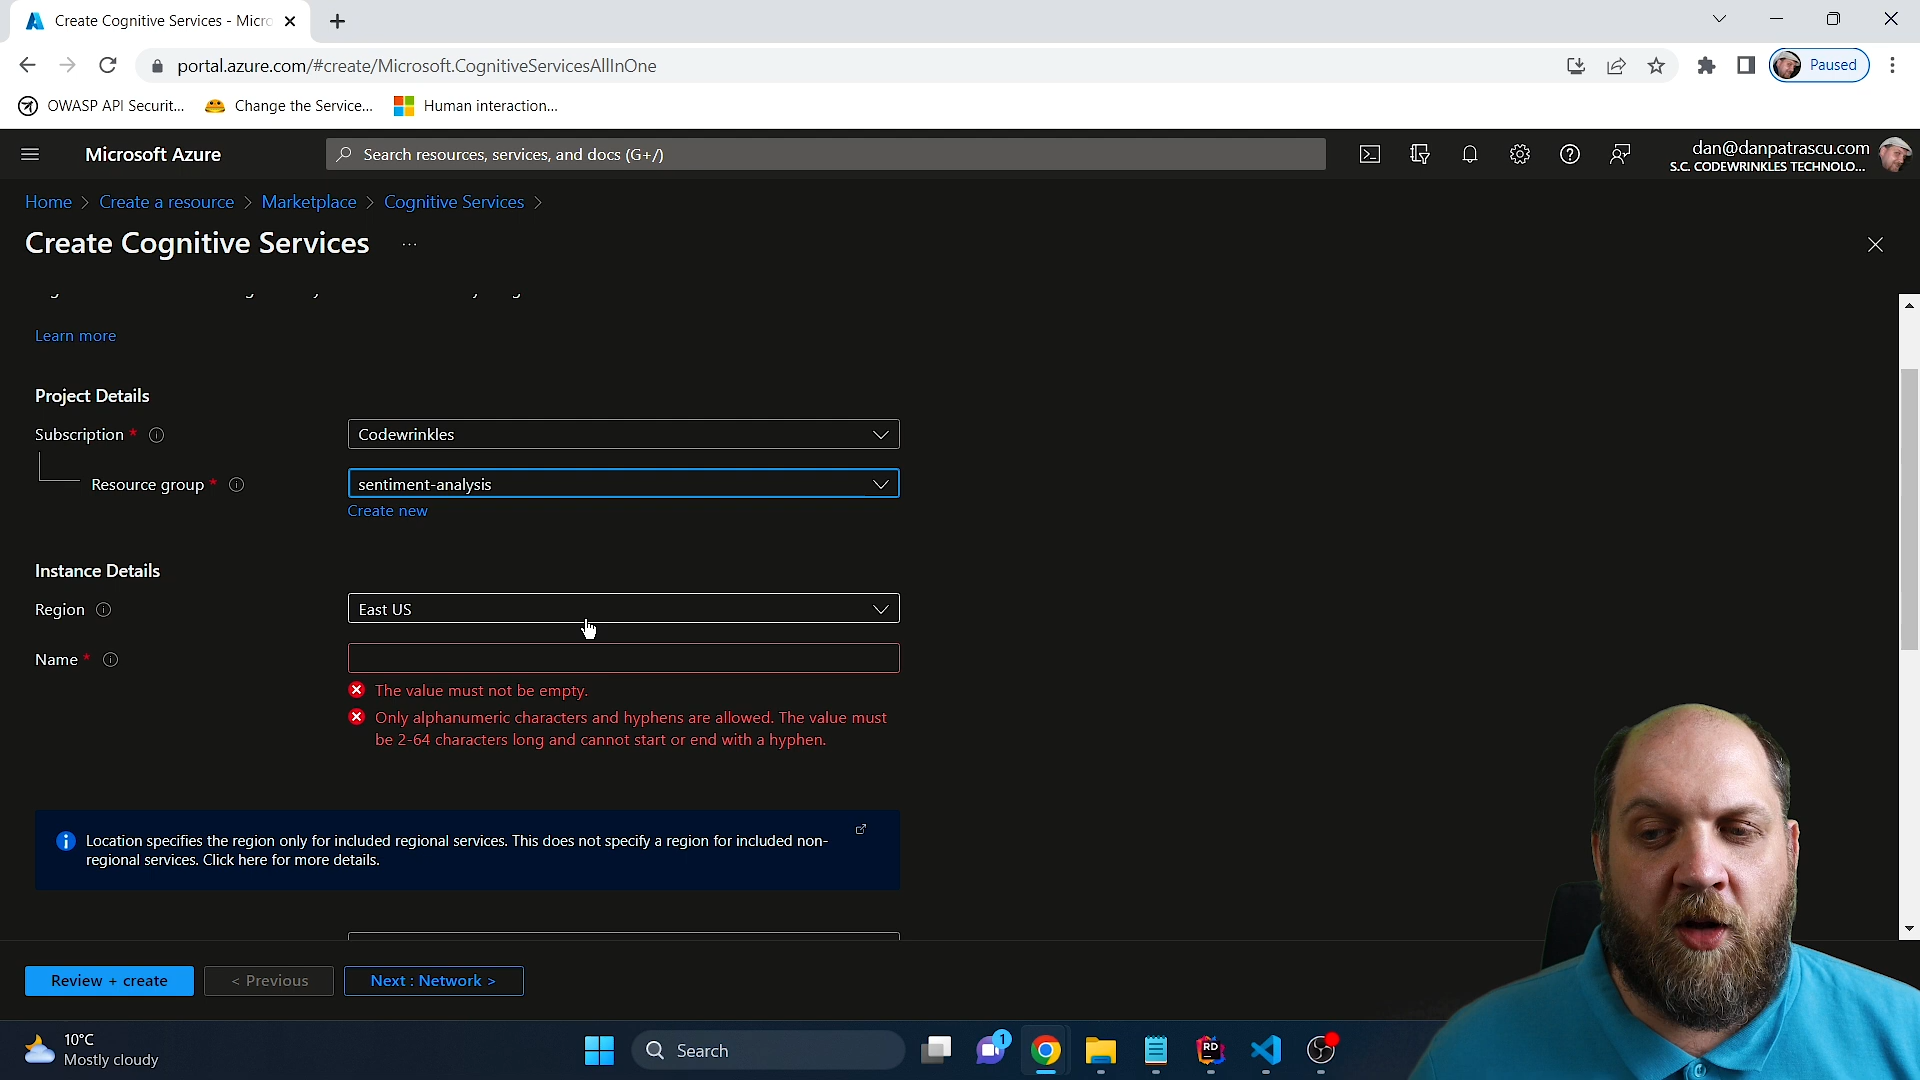 Create Cognitive Services - Micro
portal.azure.com/#create/Microsoft.CognitiveServicesAllInOne
Paused
OWASP API Securit...
Change the Service...
Human interaction...
Microsoft Azure
Search resources, services, and docs (G+/)
dan@danpatrascu.com
S.C. CODEWRINKLES TECHNOLO...
Home > Create a resource > Marketplace > Cognitive Services >
Create Cognitive Services ...
Learn more
Project Details
Subscription *
Codewrinkles
Resource group *
sentiment-analysis
Create new
Instance Details
Region
East US
Name *
The value must not be empty.
Only alphanumeric characters and hyphens are allowed. The value must
be 2-64 characters long and cannot start or end with a hyphen.
Location specifies the region only for included regional services. This does not specify a region for included non-
regional services. Click here for more details.
Review + create
< Previous
Next : Network >
10°C
Mostly cloudy
Search
1
RD